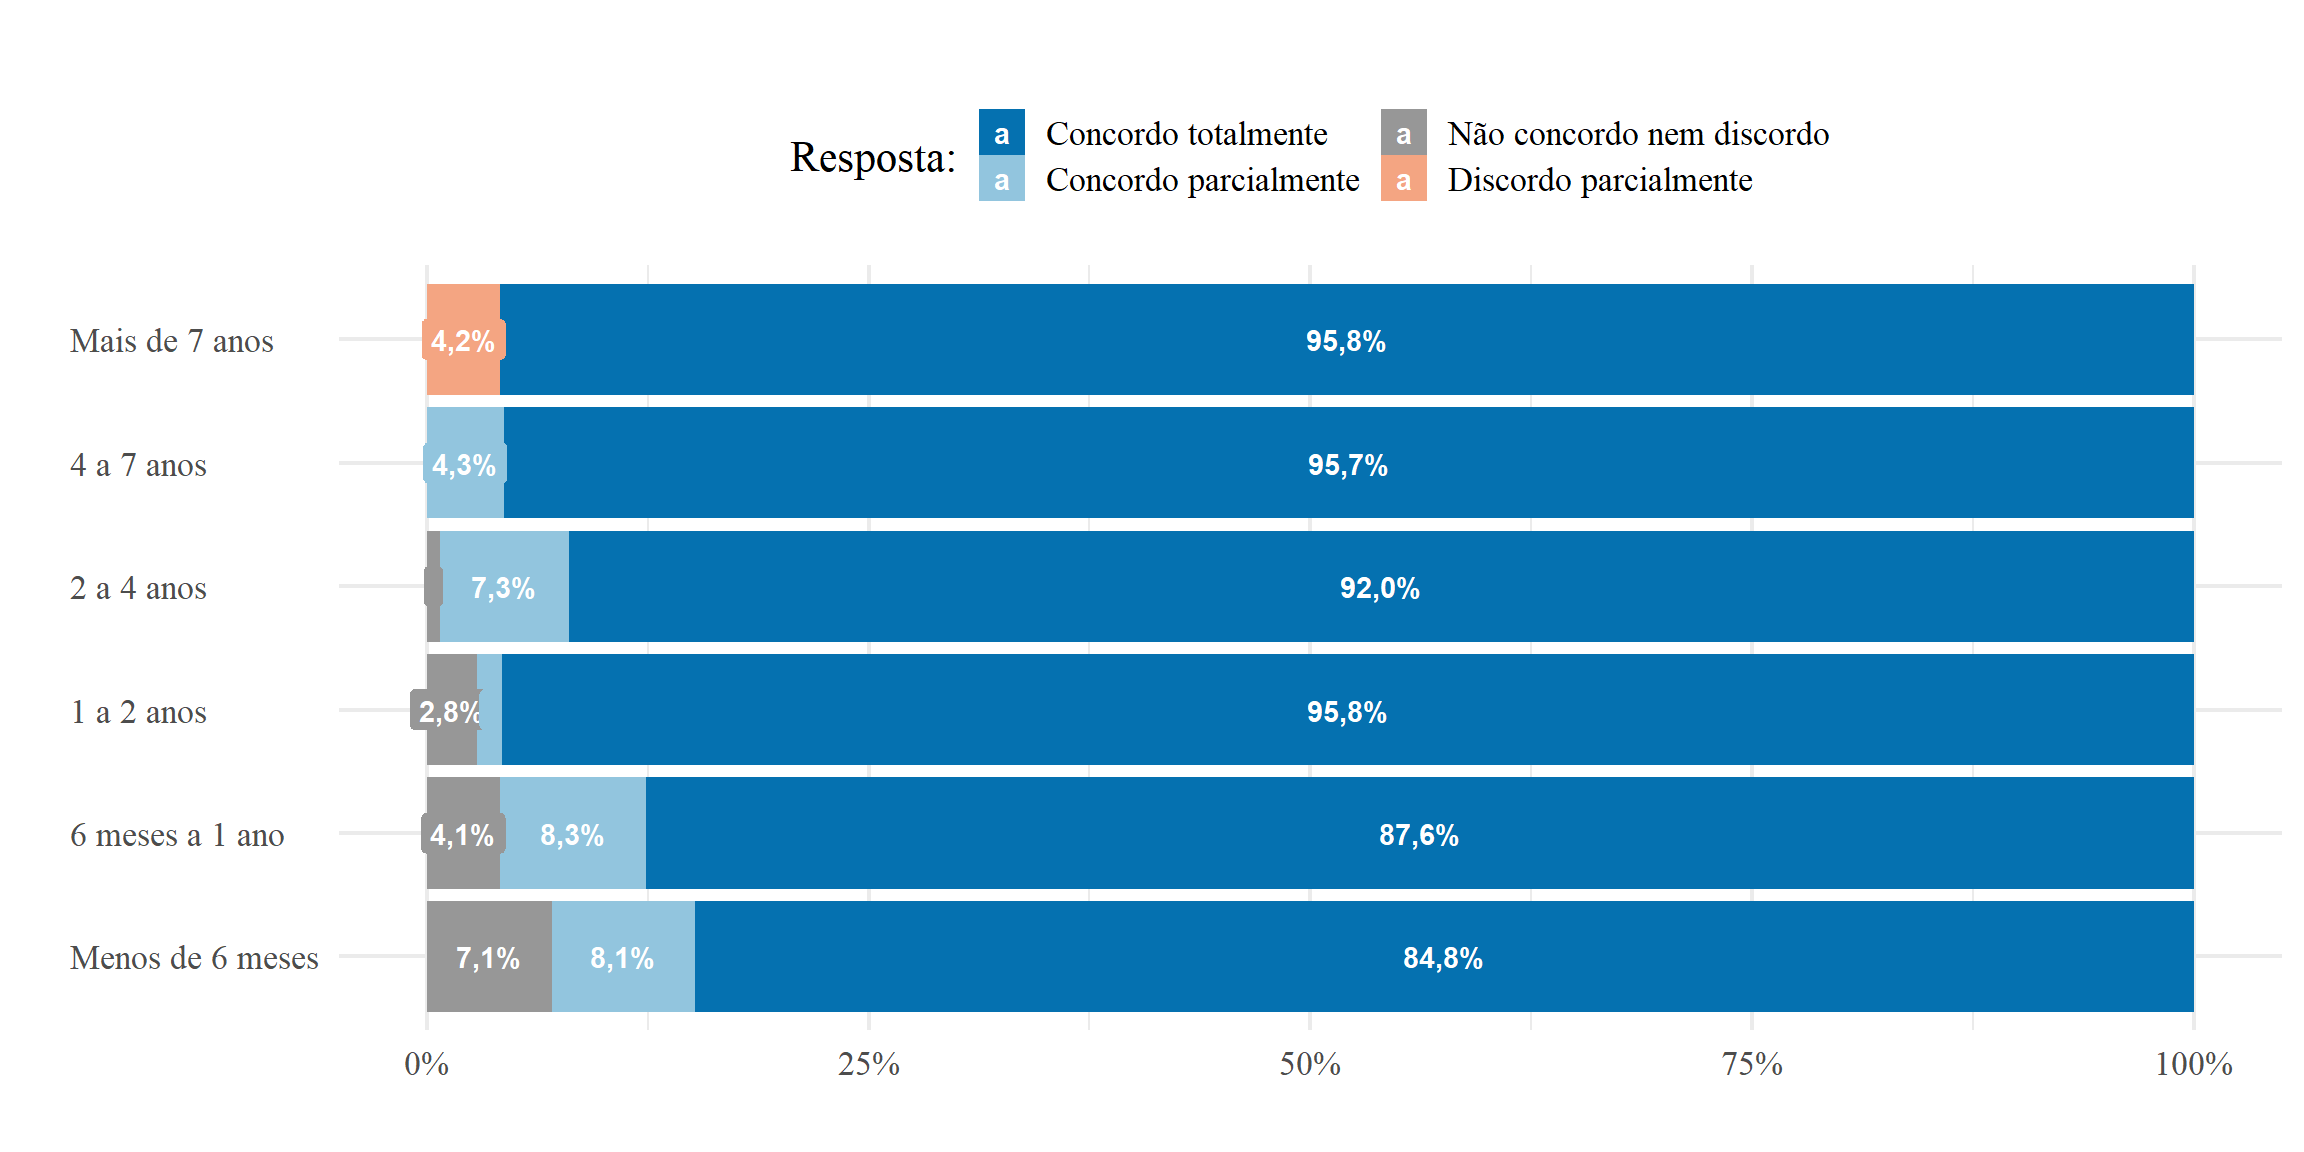 Resposta:
a Concordo totalmente
a Concordo parcialmente
a Não concordo nem discordo
a Discordo parcialmente
Mais de 7 anos 4,2% 95,8%
4 a 7 anos 4,3% 95,7%
2 a 4 anos 7,3% 92,0%
1 a 2 anos 2,8% 95,8%
6 meses a 1 ano 4,1% 8,3% 87,6%
Menos de 6 meses 7,1% 8,1% 84,8%
0% 25% 50% 75% 100%